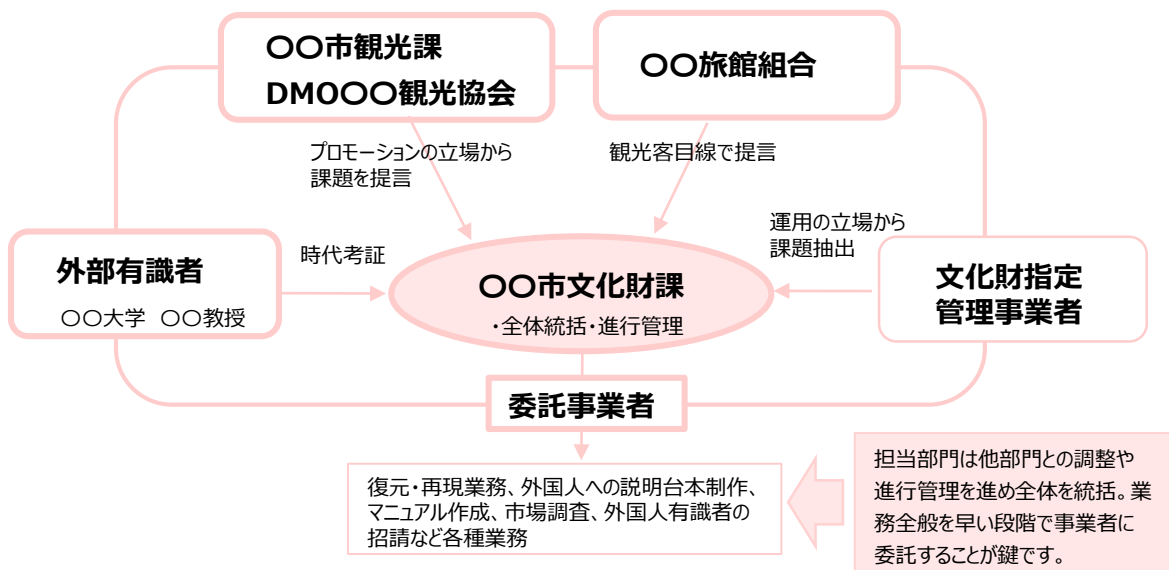 〇〇市観光課
DMO〇〇観光協会
〇〇旅館組合
プロモーションの立場から
課題を提言
観光客目線で提言
外部有識者
〇〇大学 〇〇教授
時代考証
〇〇市文化財課
・全体統括・進行管理
運用の立場から
課題抽出
文化財指定
管理事業者
委託事業者
復元・再現業務、外国人への説明台本制作、
マニュアル作成、市場調査、外国人有識者の
招請など各種業務
担当部門は他部門との調整や
進行管理を進め全体を統括。業
務全般を早い段階で事業者に
委託することが鍵です。